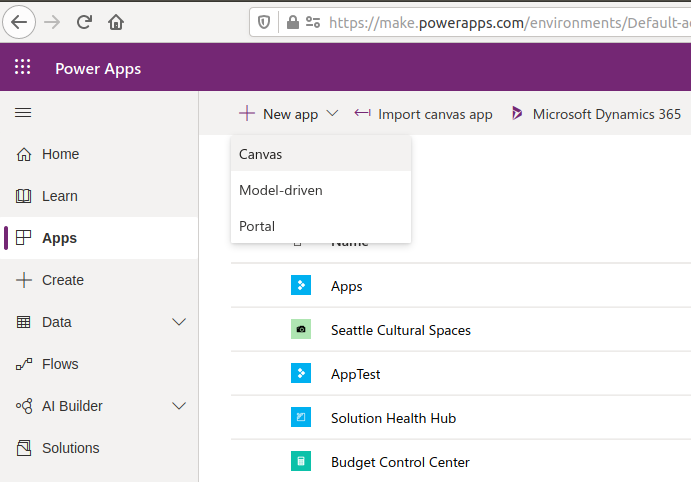 https://make.powerapps.com/environments/Default-a
Power Apps
New app
Import canvas app
Microsoft Dynamics 365
Home
Learn
Apps
Create
Data
Flows
AI Builder
Solutions
Canvas
Model-driven
Portal
Name
Apps
Seattle Cultural Spaces
AppTest
Solution Health Hub
Budget Control Center